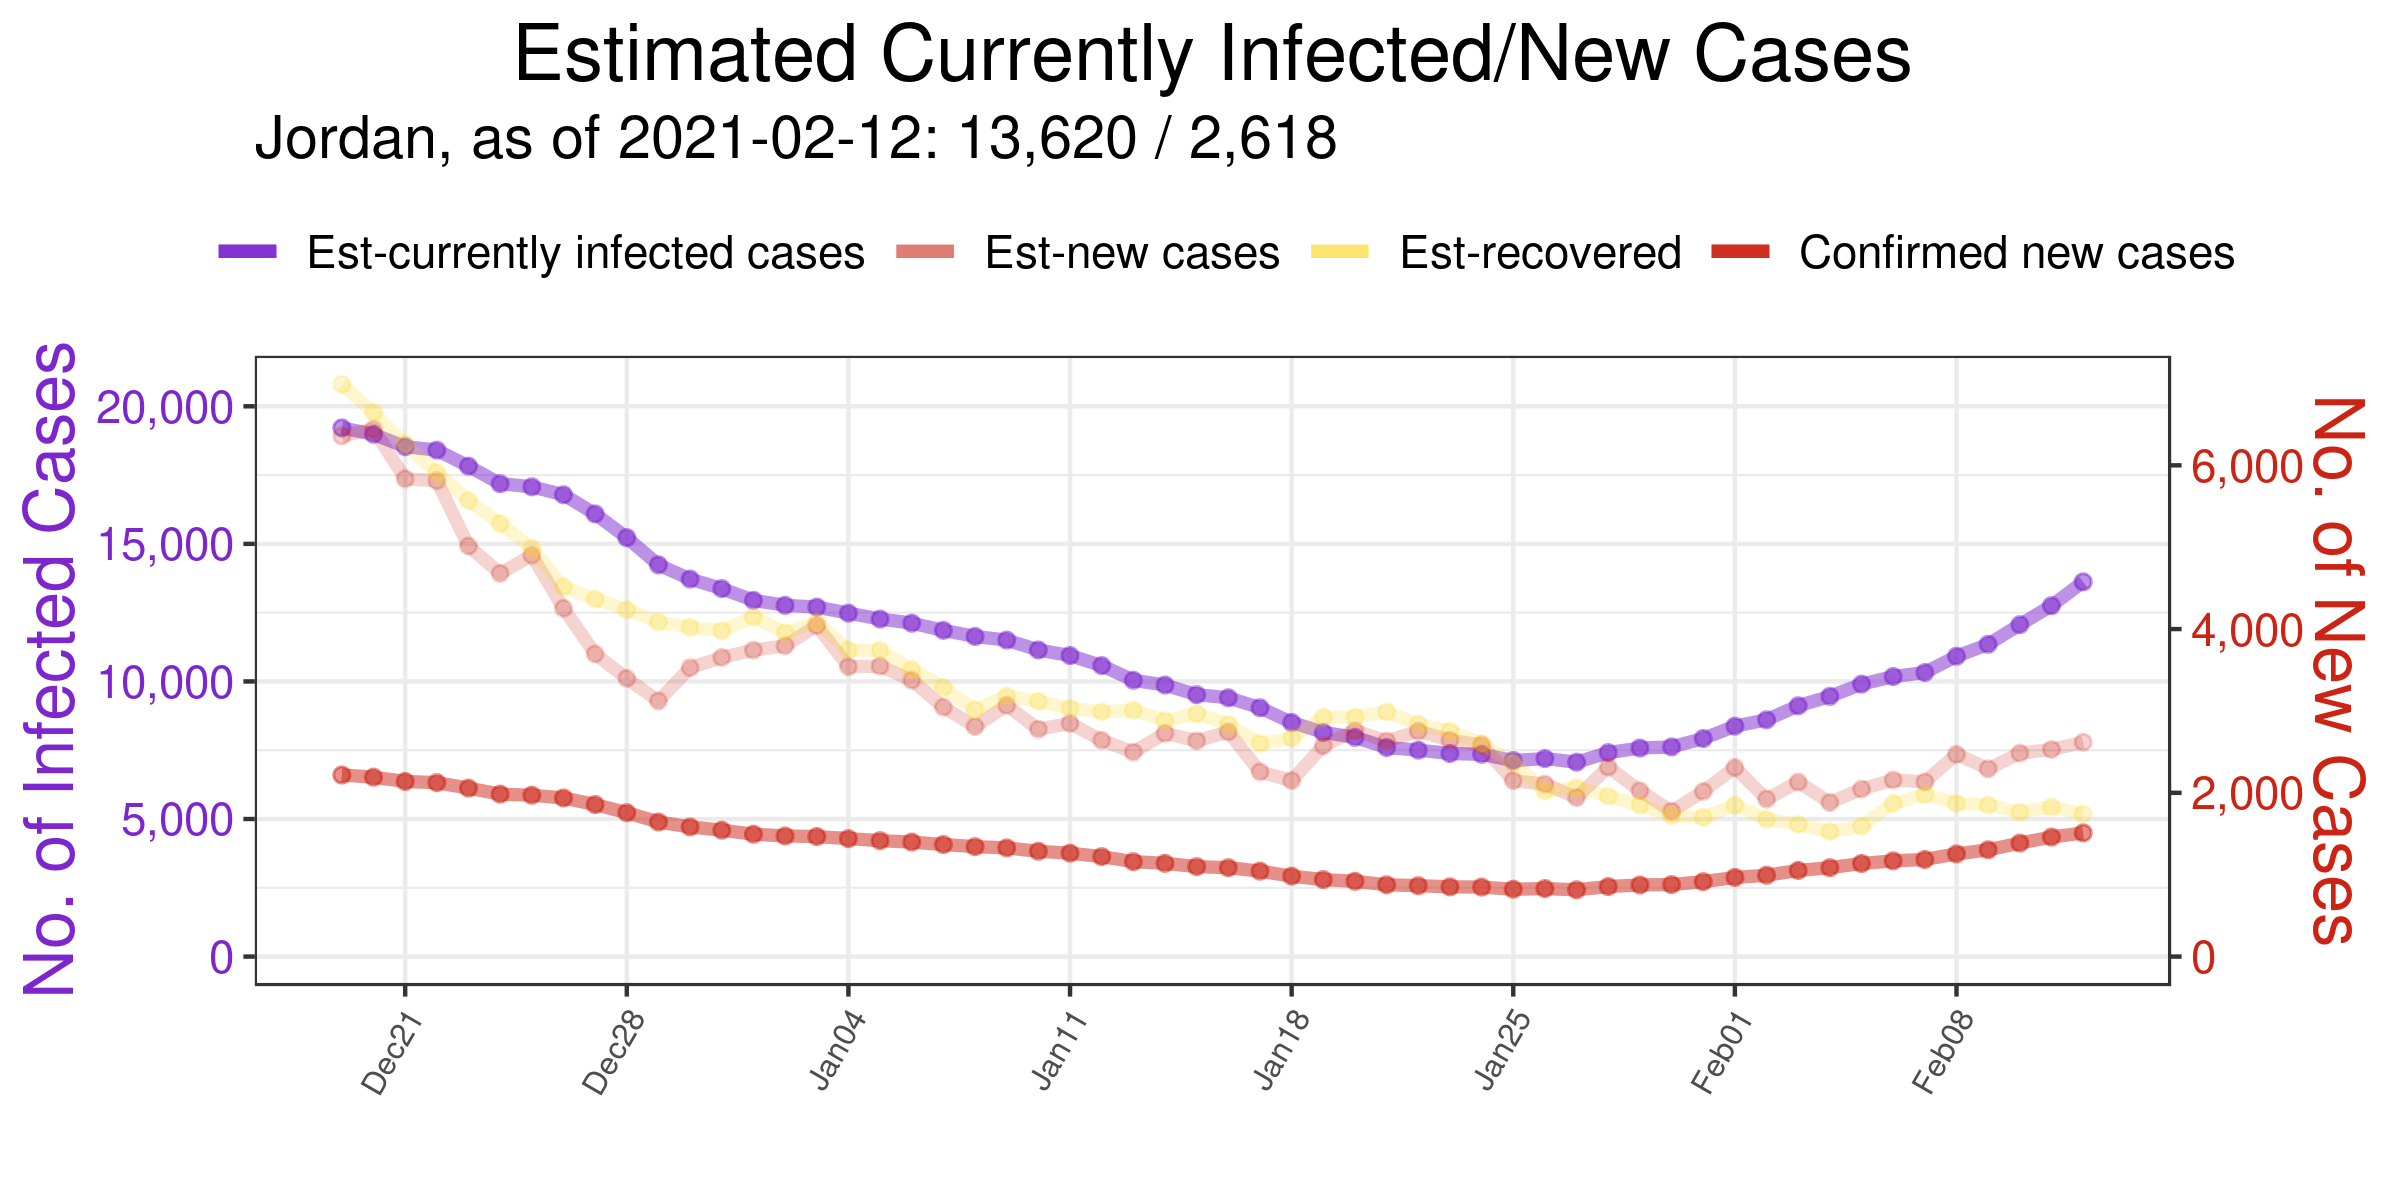 Estimated Currently Infected/New Cases
Jordan, as of 2021-02-12: 13,620 / 2,618
Est-currently infected cases Est-new cases Est-recovered Confirmed new cases
No. of Infected Cases
20,000
15,000
10,000
5,000
0
6,000
4,000
2,000
0
No. of New Cases
Dec21 Dec28 Jan04 Jan11 Jan18 Jan25 Feb01 Feb08